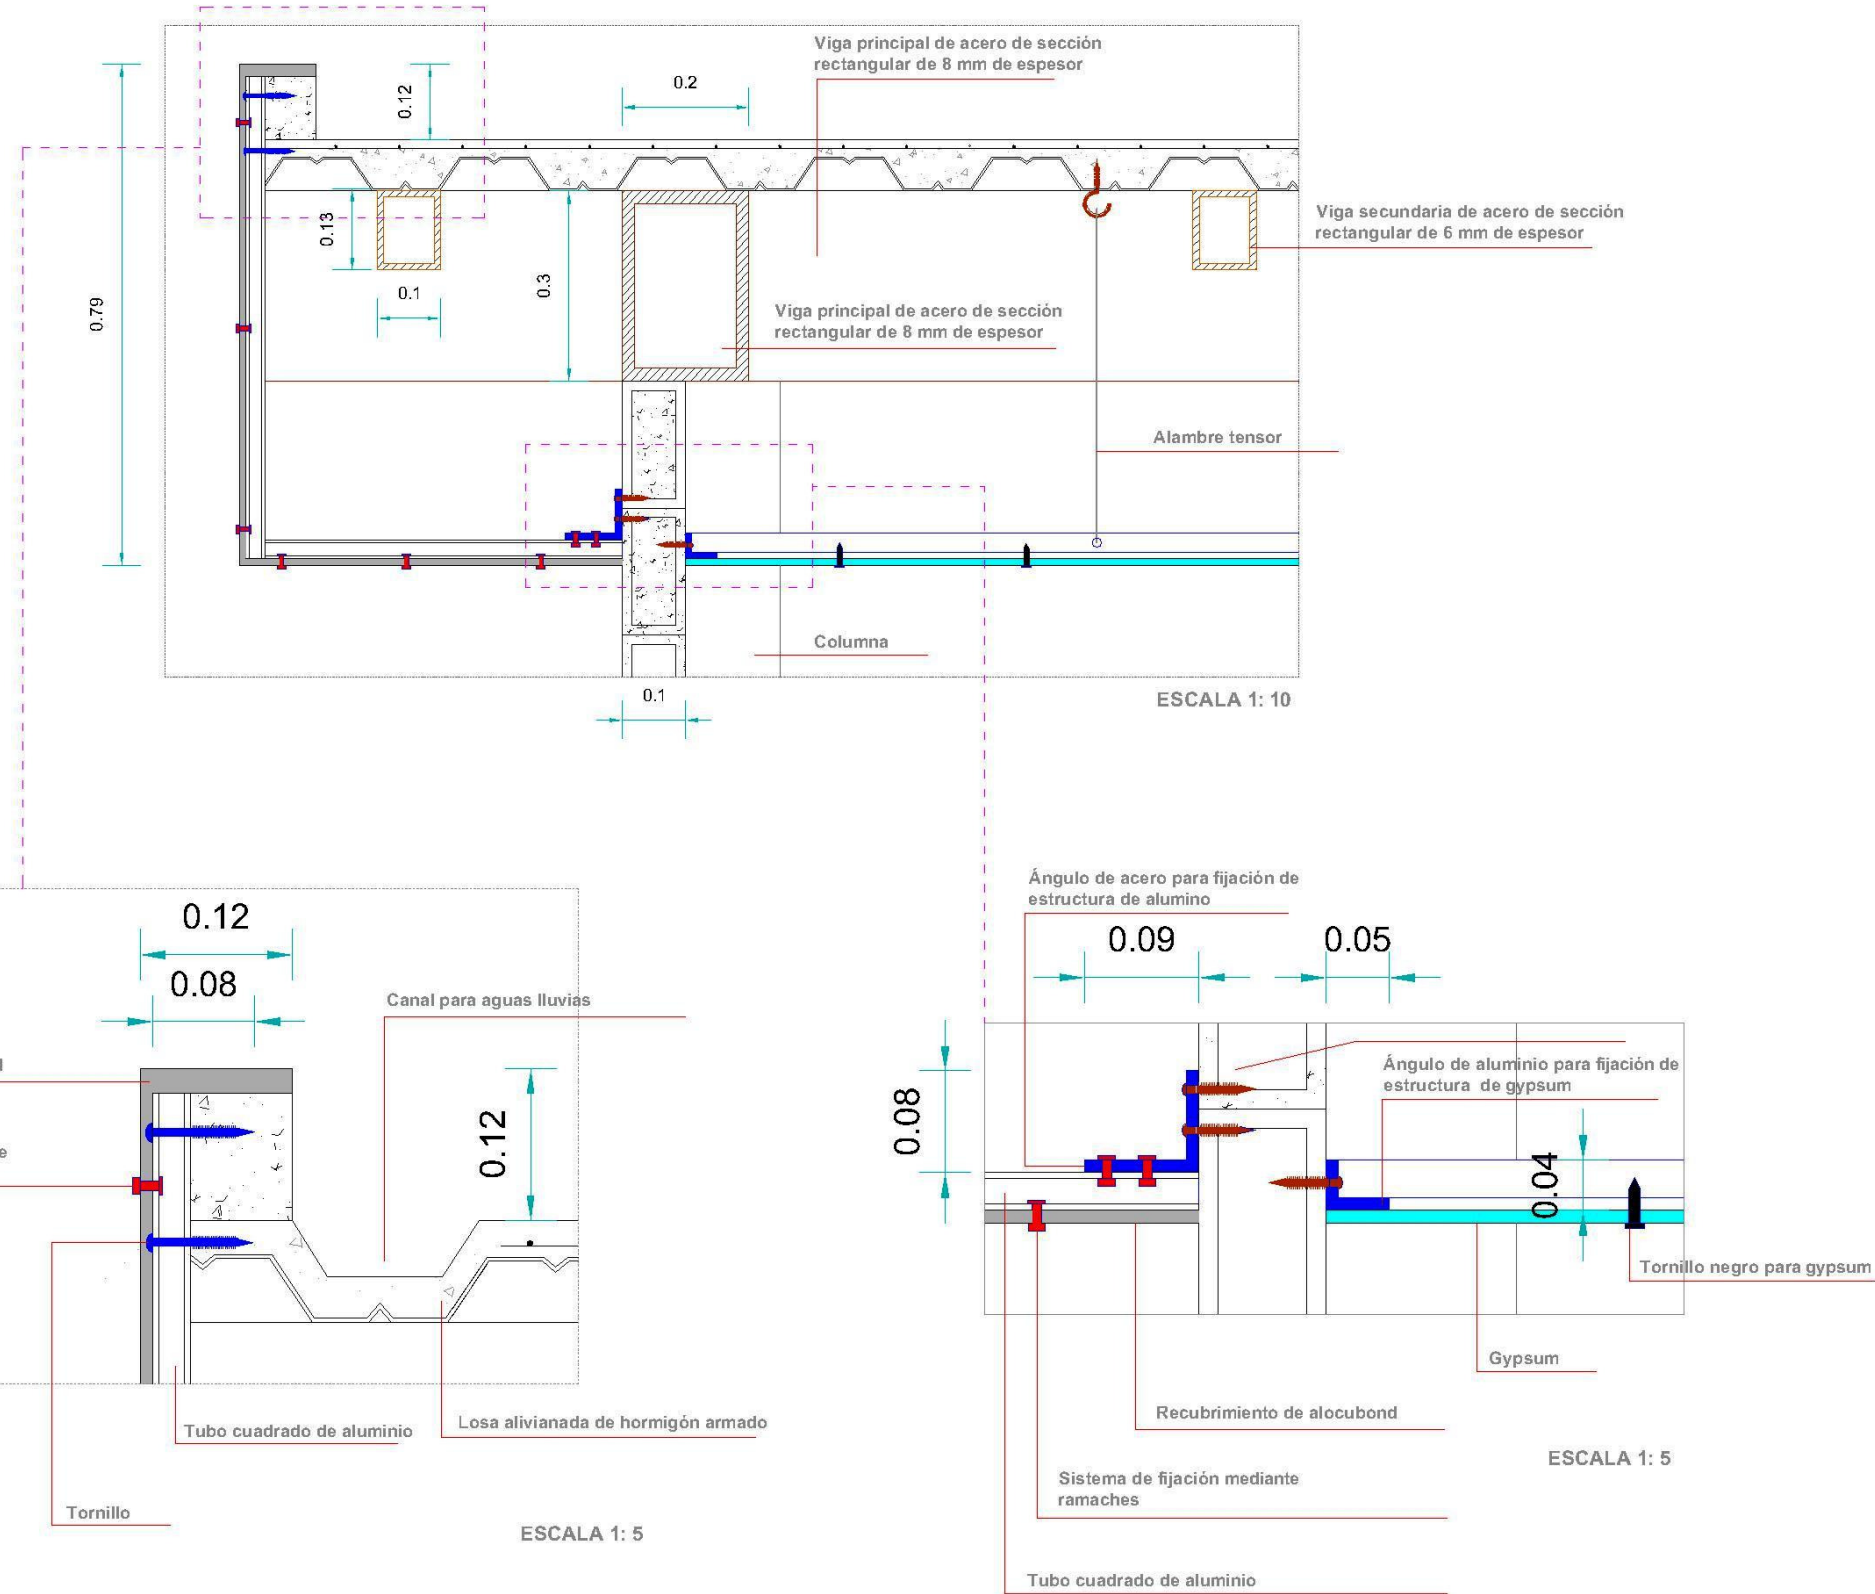 Viga principal de acero de sección
rectangular de 8 mm de espesor
0.2
0.12
0.13
0.1
0.3
0.79
Viga secundaria de acero de sección
rectangular de 6 mm de espesor
Viga principal de acero de sección
rectangular de 8 mm de espesor
Alambre tensor
Columna
0.1
ESCALA 1: 10
0.12
0.08
Canal para aguas lluvias
0.12
e
Tubo cuadrado de aluminio
Losa alivianada de hormigón armado
Tornillo
ESCALA 1: 5
Ángulo de acero para fijación de
estructura de alumino
0.09
0.05
0.08
Ángulo de aluminio para fijación de
estructura de gypsum
0.04
Tornillo negro para gypsum
Gypsum
Recubrimiento de alocubond
ESCALA 1: 5
Sistema de fijación mediante
ramaches
Tubo cuadrado de aluminio